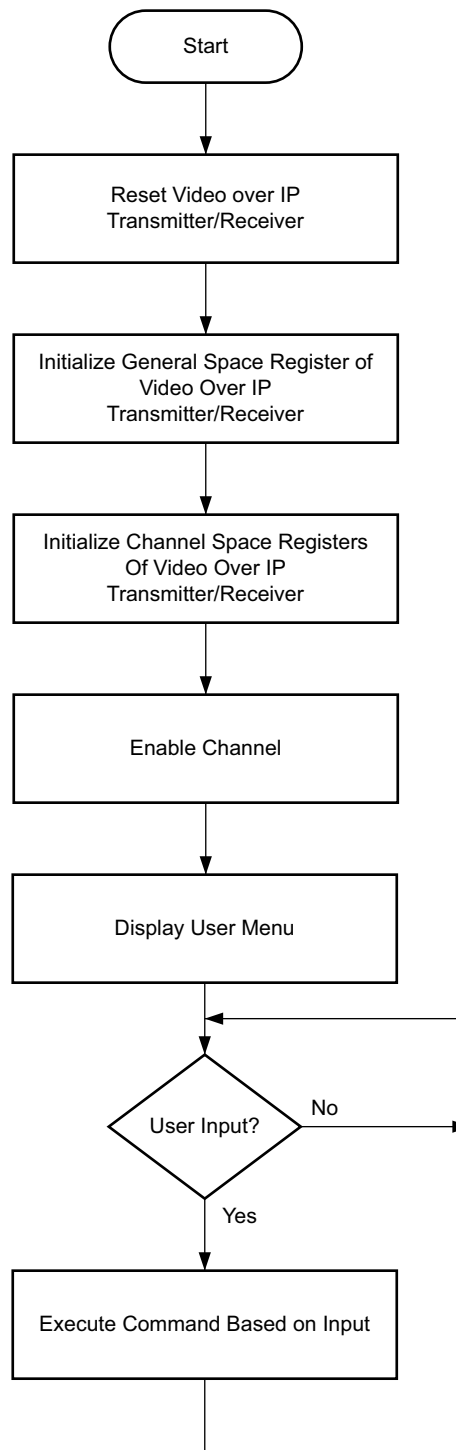 Start
Reset Video over IP
Transmitter/Receiver
Initialize General Space Register of
Video Over IP
Transmitter/Receiver
Initialize Channel Space Registers
Of Video Over IP
Transmitter/Receiver
Enable Channel
Display User Menu
User Input?
No
Yes
Execute Command Based on Input